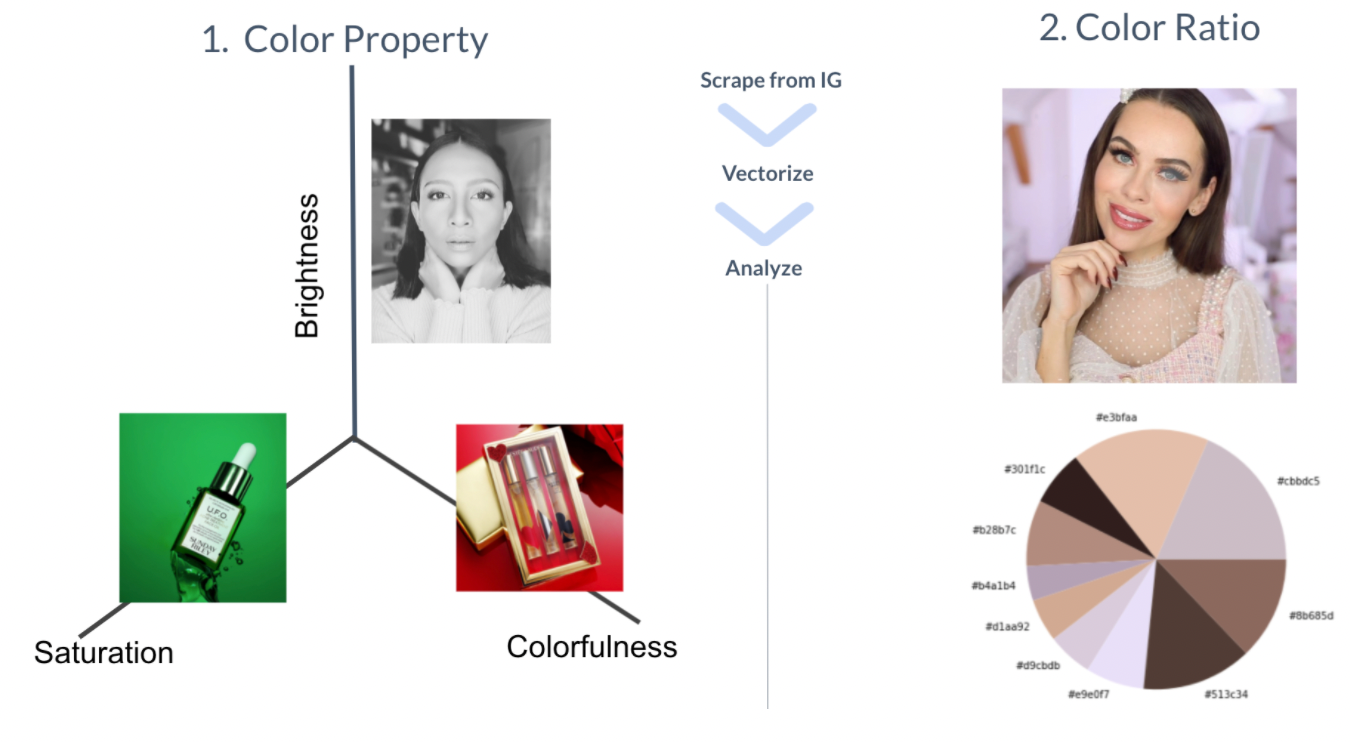 1. Color Property
Brightness
Saturation
Colorfulness
U.F.O.
SUNDAY
RILEY
Scrape from IG
Vectorize
Analyze
2. Color Ratio
#e3bfaa
#cbbdc5
#301f1c
#b28b7c
#b4a1b4
#d1aa92
#d9cbdb
#e9e0f7
#513c34
#8b685d